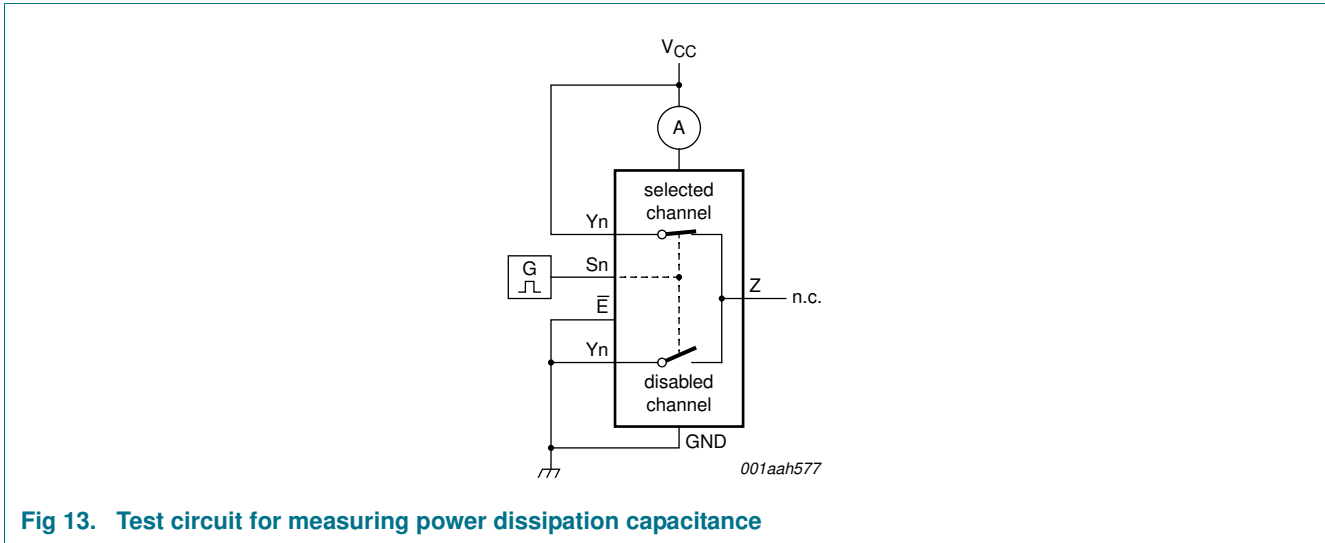 VCC
A
selected
channel
Yn
G
Sn
E̅
Z
n.c.
Yn
disabled
channel
GND
001aah577
Fig 13. Test circuit for measuring power dissipation capacitance